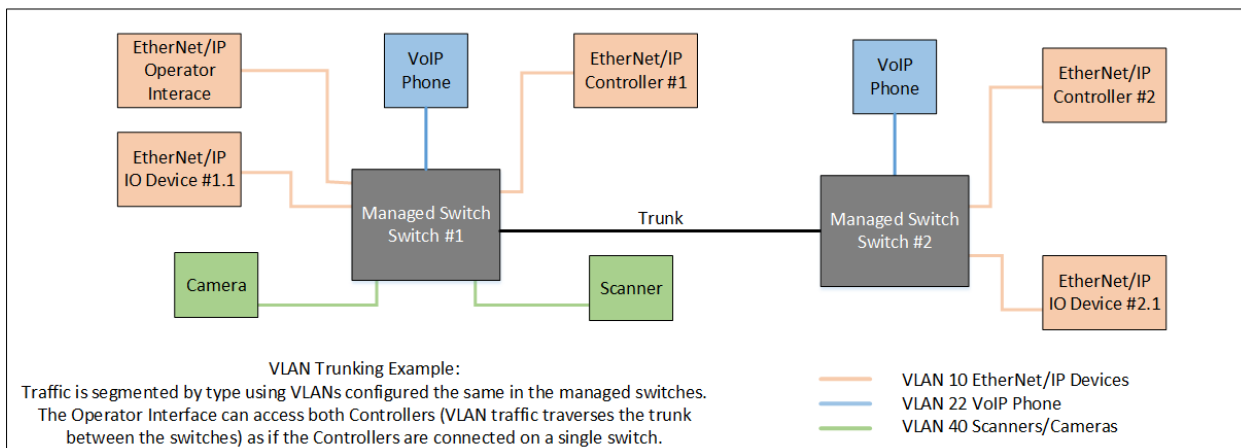 EtherNet/IP
Operator
Interace
VoIP
Phone
EtherNet/IP
Controller #1
VoIP
Phone
EtherNet/IP
Controller #2
EtherNet/IP
IO Device #1.1
Managed Switch
Switch #1
Trunk
Managed Switch
Switch #2
Camera
Scanner
EtherNet/IP
IO Device #2.1
VLAN Trunking Example:
Traffic is segmented by type using VLANs configured the same in the managed switches.
The Operator Interface can access both Controllers (VLAN traffic traverses the trunk
between the switches) as if the Controllers are connected on a single switch.
VLAN 10 EtherNet/IP Devices
VLAN 22 VoIP Phone
VLAN 40 Scanners/Cameras